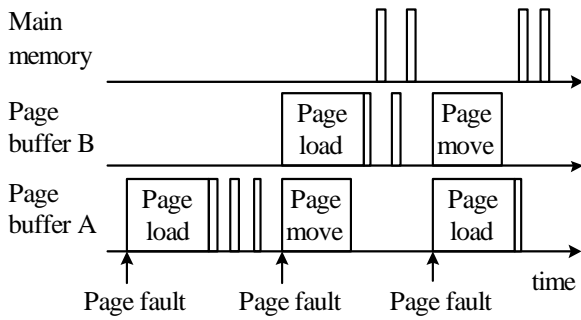 Main
memory
Page
buffer B
Page
load
Page
move
Page
buffer A
Page
load
Page
move
Page
load
time
Page fault
Page fault
Page fault